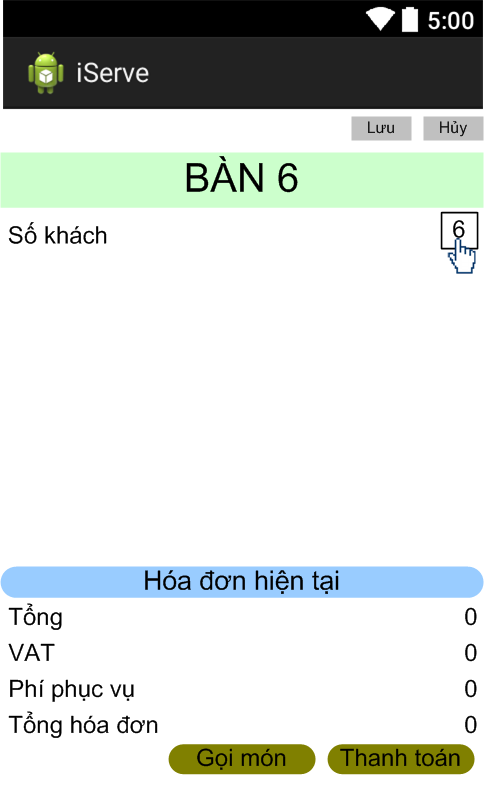 5:00
iServe
Lưu Hủy
BÀN 6
Số khách 6
Hóa đơn hiện tại
Tổng 0
VAT 0
Phí phục vụ 0
Tổng hóa đơn 0
Gọi món Thanh toán